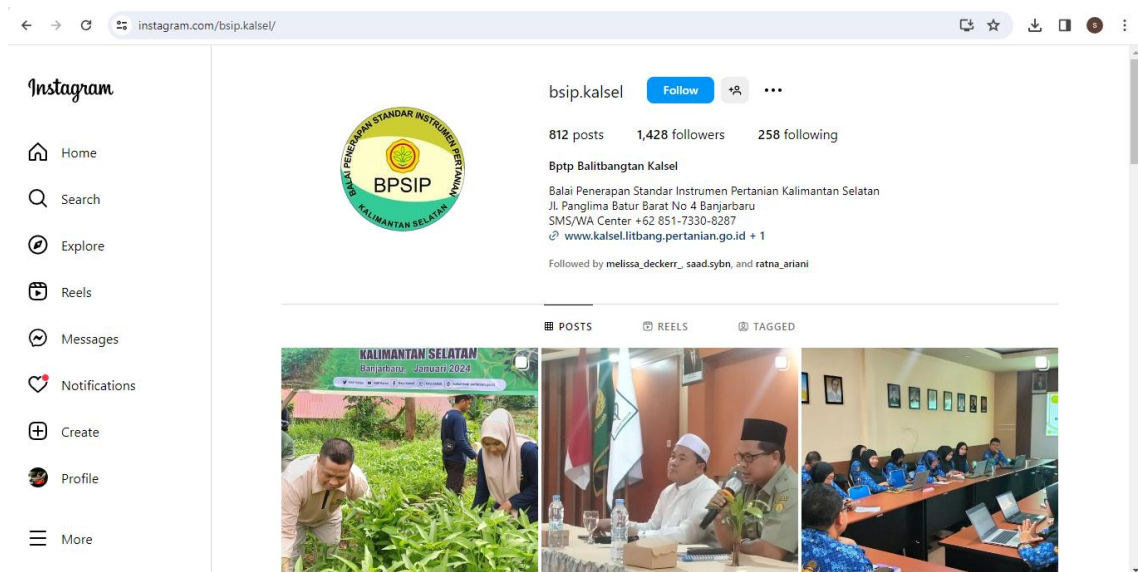 instagram.com/bsip.kalsel/
S
Instagram
Home
Search
Explore
Reels
Messages
Notifications
Create
Profile
More
BALAI PENERAPAN STANDAR INSTRUMEN PERTANIAN
BPSIP
KALIMANTAN SELATAN
bsip.kalsel
Follow
812 posts 1,428 followers 258 following
Bptp Balitbangtan Kalsel
Balai Penerapan Standar Instrumen Pertanian Kalimantan Selatan
Jl. Panglima Batur Barat No 4 Banjarbaru
SMS/WA Center +62 851-7330-8287
www.kalsel.litbang.pertanian.go.id + 1
Followed by melissa_deckerr_, saad.sybn, and ratna_ariani
POSTS REELS TAGGED
KALIMANTAN SELATAN
Banjarbaru, Januari 2024